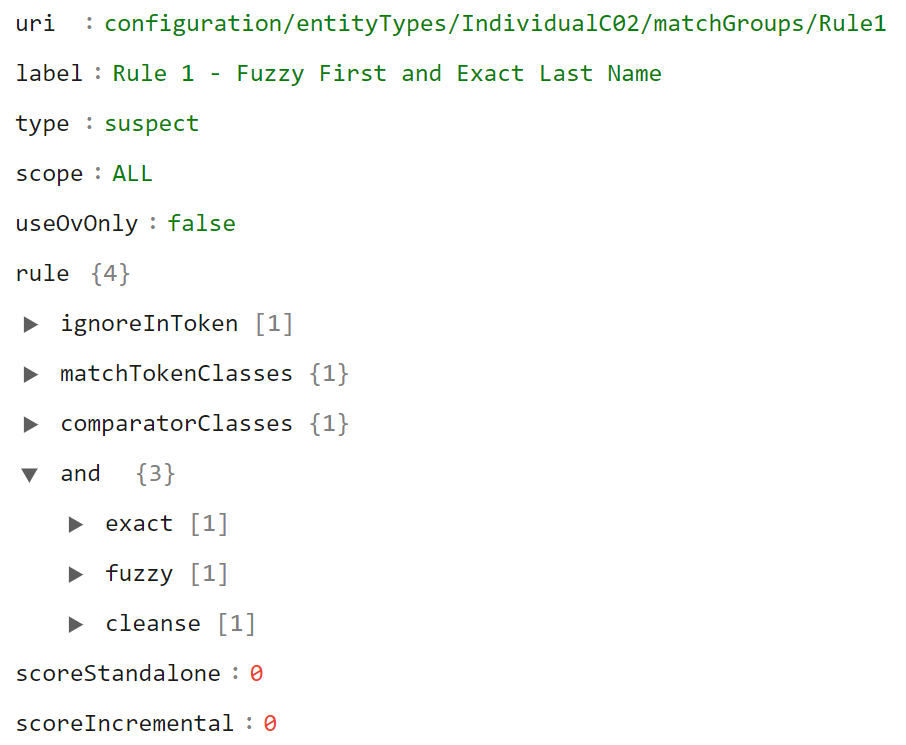 uri : configuration/entityTypes/IndividualC02/matchGroups/Rule1
label : Rule 1 - Fuzzy First and Exact Last Name
type : suspect
scope : ALL
useOvOnly : false
rule {4}
▶ ignoreInToken [1]
▶ matchTokenClasses {1}
▶ comparatorClasses {1}
▼ and {3}
▶ exact [1]
▶ fuzzy [1]
▶ cleanse [1]
scoreStandalone : 0
scoreIncremental : 0